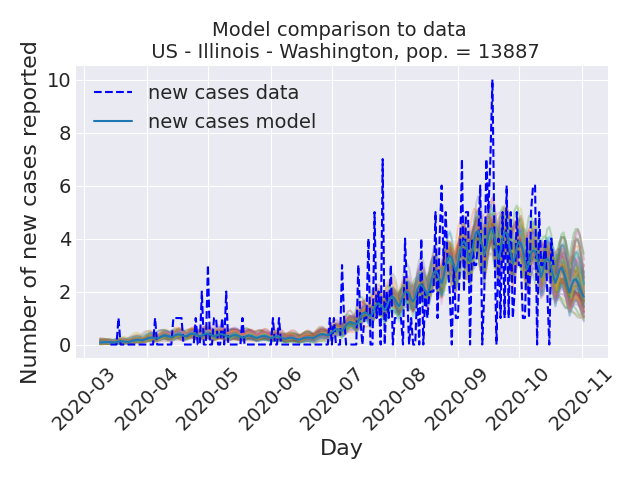 Model comparison to data
US - Illinois - Washington, pop. = 13887
Number of new cases reported
10
8
6
4
2
0
new cases data
new cases model
2020-03
2020-04
2020-05
2020-06
2020-07
2020-08
2020-09
2020-10
2020-11
Day